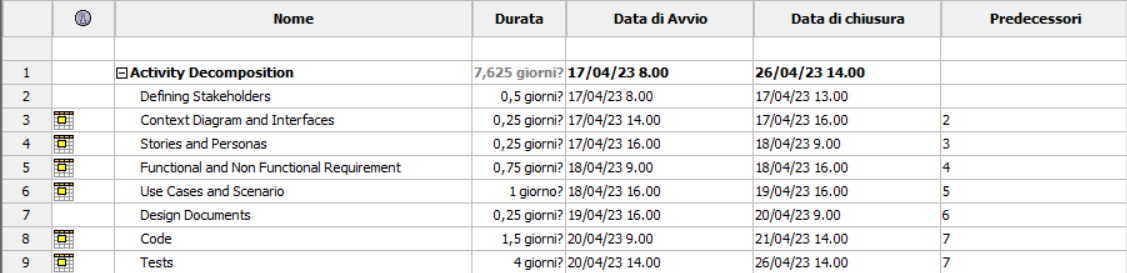 Nome Durata Data di Avvio Data di chiusura Predecessori
1 Activity Decomposition 7,625 giorni? 17/04/23 8.00 26/04/23 14.00
2 Defining Stakeholders 0,5 giorni? 17/04/23 8.00 17/04/23 13.00
3 Context Diagram and Interfaces 0,25 giorni? 17/04/23 14.00 17/04/23 16.00 2
4 Stories and Personas 0,25 giorni? 17/04/23 16.00 18/04/23 9.00 3
5 Functional and Non Functional Requirement 0,75 giorni? 18/04/23 9.00 18/04/23 16.00 4
6 Use Cases and Scenario 1 giorno? 18/04/23 16.00 19/04/23 16.00 5
7 Design Documents 0,25 giorni? 19/04/23 16.00 20/04/23 9.00 6
8 Code 1,5 giorni? 20/04/23 9.00 21/04/23 14.00 7
9 Tests 4 giorni? 20/04/23 14.00 26/04/23 14.00 7